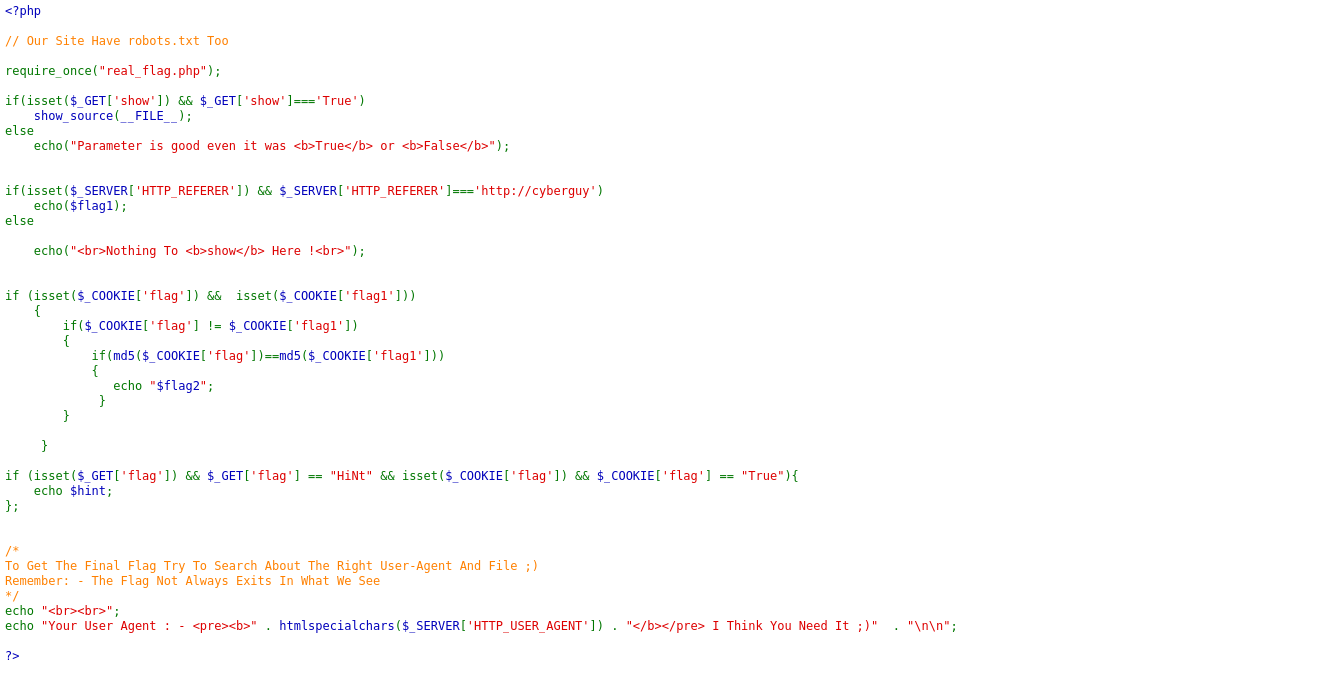 <?php
// Our Site Have robots.txt Too
require_once("real_flag.php");
if(isset($_GET['show']) && $_GET['show']==='True')
    show_source(__FILE__);
else
    echo("Parameter is good even it was <b>True</b> or <b>False</b>");
if(isset($_SERVER['HTTP_REFERER']) && $_SERVER['HTTP_REFERER']==='http://cyberguy')
    echo($flag1);
else
    echo("<br>Nothing To <b>show</b> Here !<br>");
if (isset($_COOKIE['flag']) &&  isset($_COOKIE['flag1']))
    {
        if($_COOKIE['flag'] != $_COOKIE['flag1'])
        {
            if(md5($_COOKIE['flag'])==md5($_COOKIE['flag1']))
            {
               echo "$flag2";
             }
        }
     }
if (isset($_GET['flag']) && $_GET['flag'] == "HiNt" && isset($_COOKIE['flag']) && $_COOKIE['flag'] == "True"){
    echo $hint;
};
/*
To Get The Final Flag Try To Search About The Right User-Agent And File ;)
Remember: - The Flag Not Always Exits In What We See
*/
echo "<br><br>";
echo "Your User Agent : - <pre><b>" . htmlspecialchars($_SERVER['HTTP_USER_AGENT']) . "</b></pre> I Think You Need It ;)"  . "\n\n";
?>